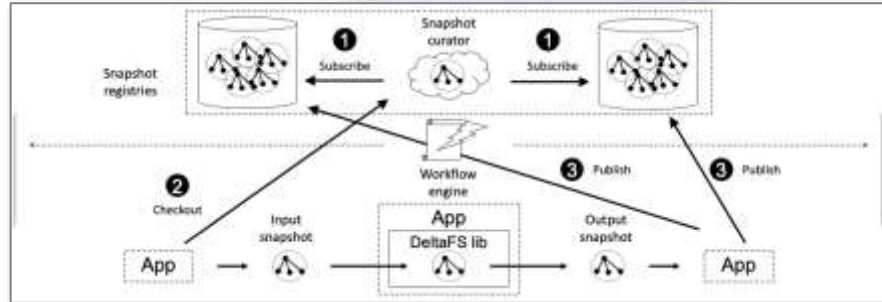 Snapshot
curator
1
1
Subscribe
Subscribe
Snapshot
registries
Workflow
engine
2
Checkout
3
Publish
3
Publish
Input
snapshot
App
DeltaFS lib
Output
snapshot
App
App